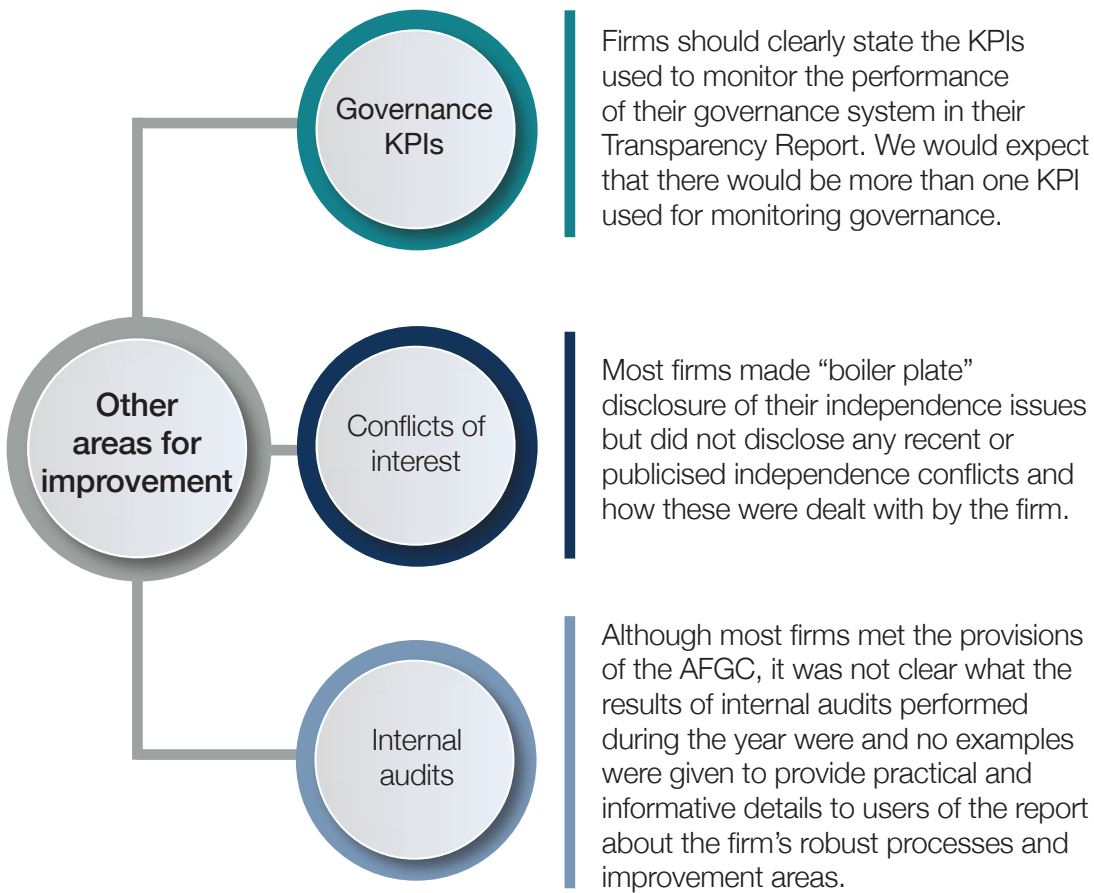 Governance
KPIs
Firms should clearly state the KPIs
used to monitor the performance
of their governance system in their
Transparency Report. We would expect
that there would be more than one KPI
used for monitoring governance.
Other
areas for
improvement
Conflicts of
interest
Most firms made “boiler plate”
disclosure of their independence issues
but did not disclose any recent or
publicised independence conflicts and
how these were dealt with by the firm.
Internal
audits
Although most firms met the provisions
of the AFGC, it was not clear what the
results of internal audits performed
during the year were and no examples
were given to provide practical and
informative details to users of the report
about the firm’s robust processes and
improvement areas.